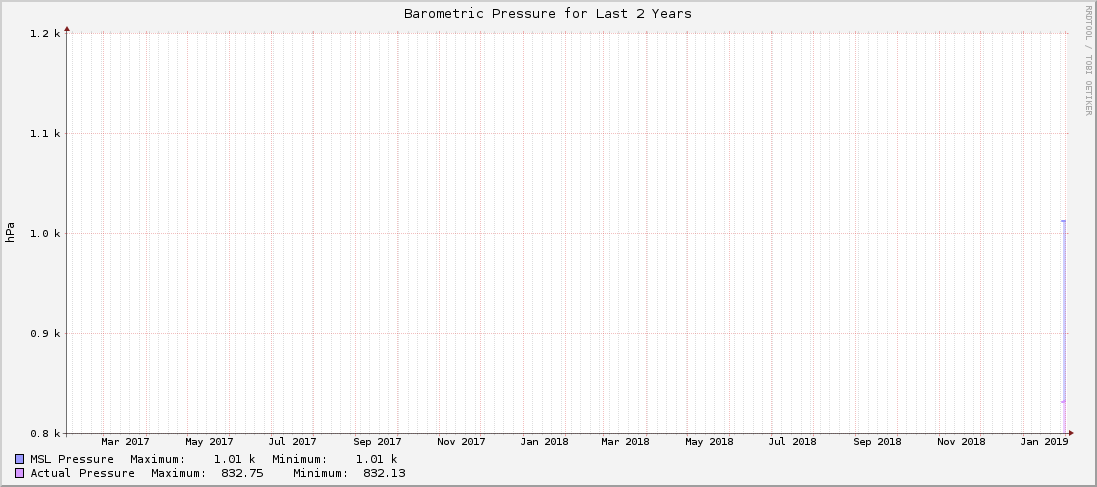 Barometric Pressure for Last 2 Years
RRDTOOL / TOBI OETIKER
1.2 k
1.1 k
1.0 k
0.9 k
0.8 k
hPa
Mar 2017 May 2017 Jul 2017 Sep 2017 Nov 2017 Jan 2018 Mar 2018 May 2018 Jul 2018 Sep 2018 Nov 2018 Jan 2019
MSL Pressure Maximum: 1.01 k Minimum: 1.01 k
Actual Pressure Maximum: 832.75 Minimum: 832.13